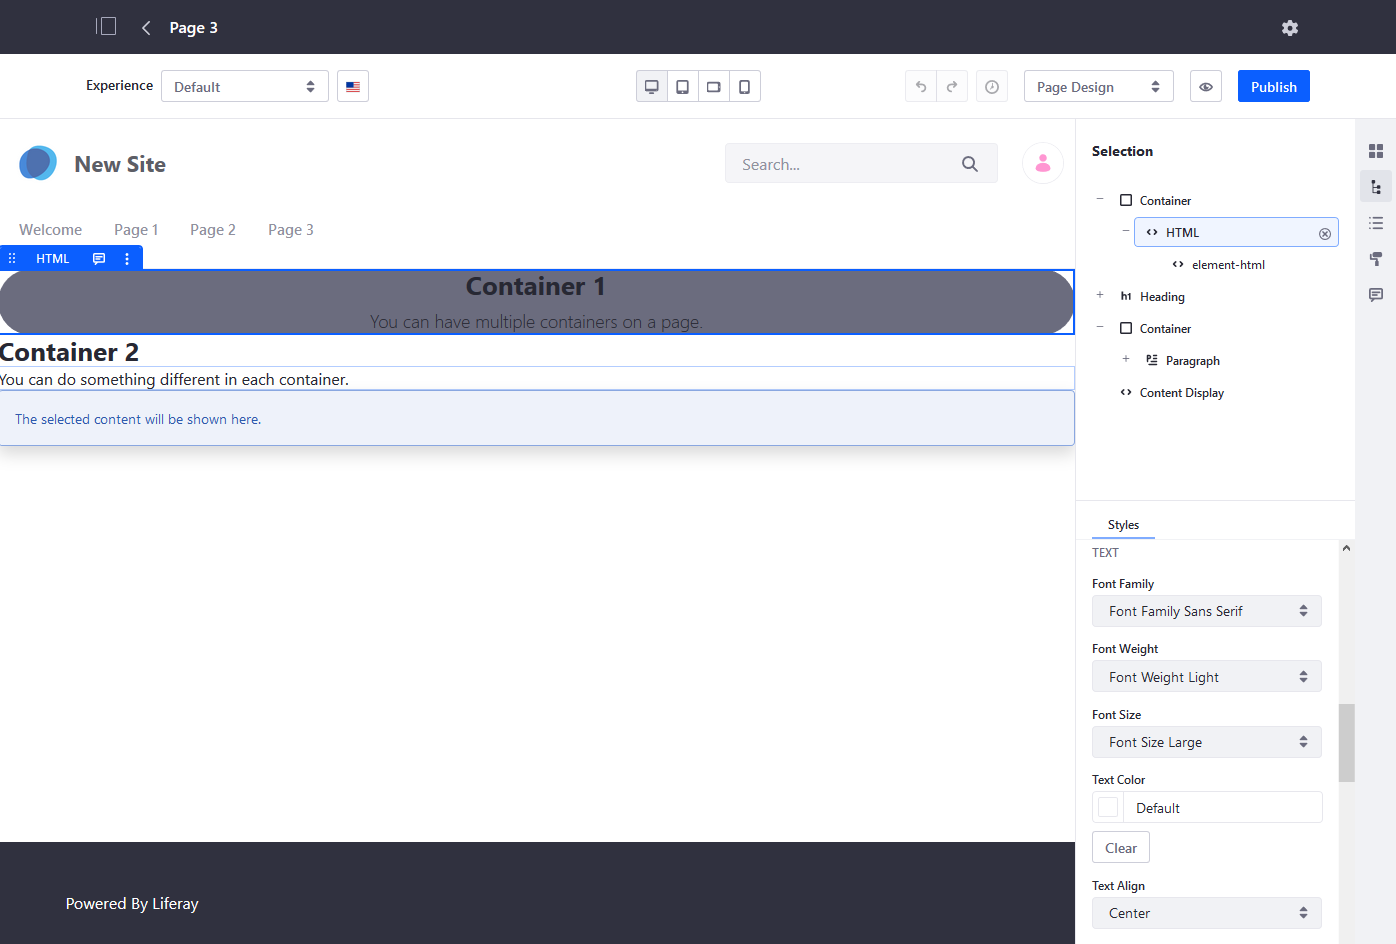 Page 3
Experience Default Page Design Publish
New Site Search...
Welcome Page 1 Page 2 Page 3
HTML
Container 1
You can have multiple containers on a page.
Container 2
You can do something different in each container.
The selected content will be shown here.
Powered By Liferay
Selection
Container
HTML
element-html
h1 Heading
Container
Paragraph
Content Display
Styles
TEXT
Font Family
Font Family Sans Serif
Font Weight
Font Weight Light
Font Size
Font Size Large
Text Color
Default
Clear
Text Align
Center